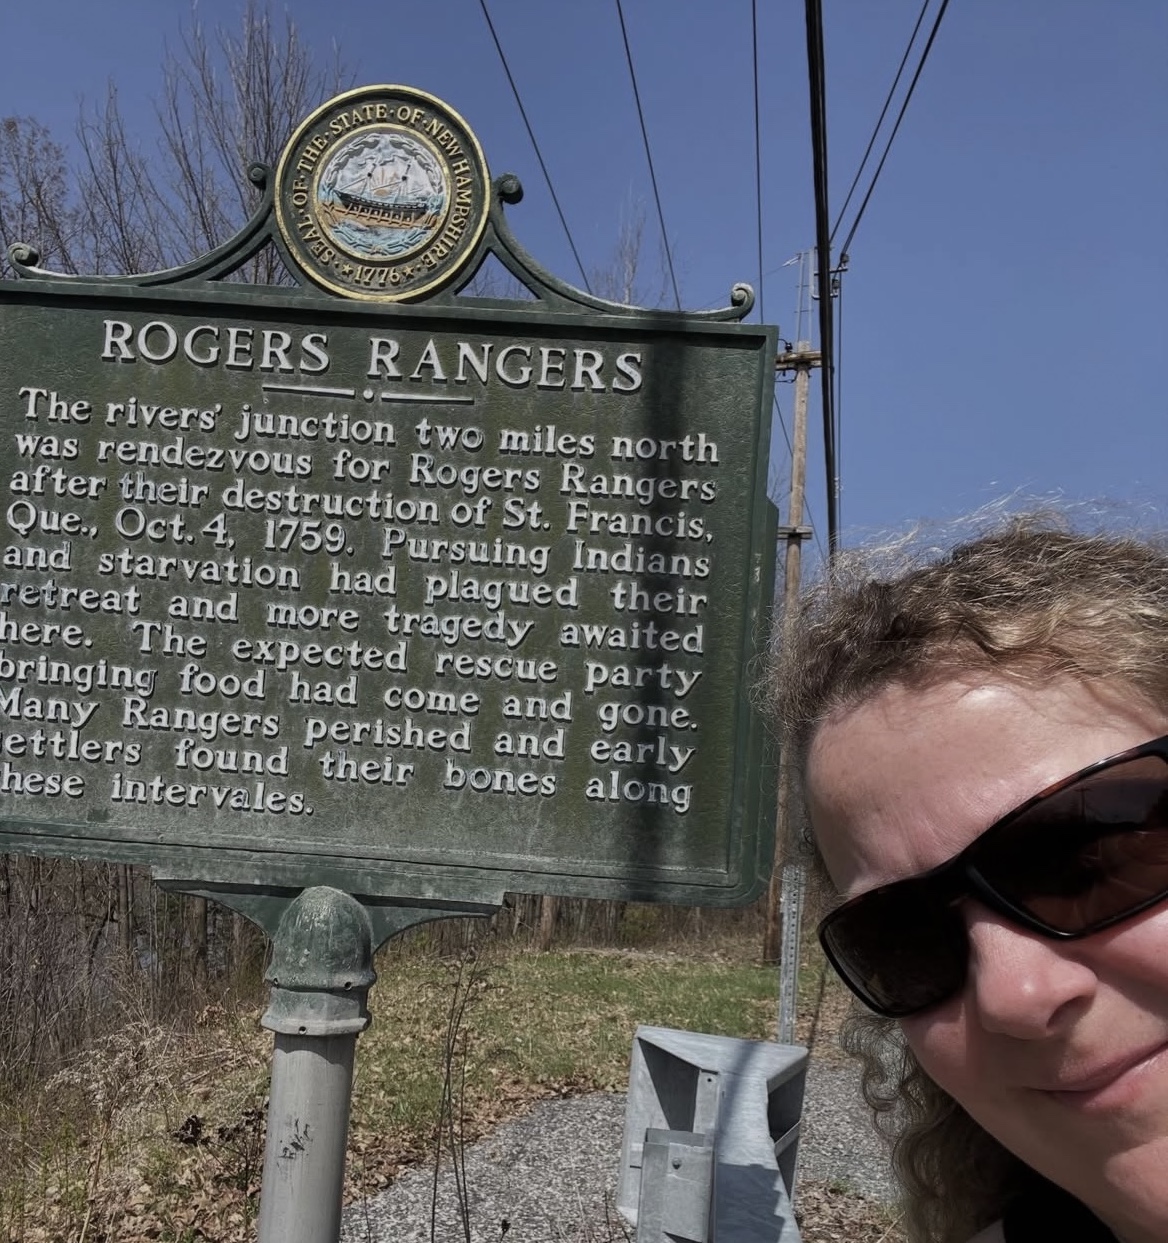 SEAL·OF·THE·STATE·OF·NEW HAMPSHIRE·
★1776★
ROGERS RANGERS
The rivers' junction two miles north
was rendezvous for Rogers Rangers
after their destruction of St. Francis,
Que., Oct. 4, 1759. Pursuing Indians
and starvation had plagued their
retreat and more tragedy awaited
here. The expected rescue party
bringing food had come and gone.
Many Rangers perished and early
settlers found their bones along
these intervales.